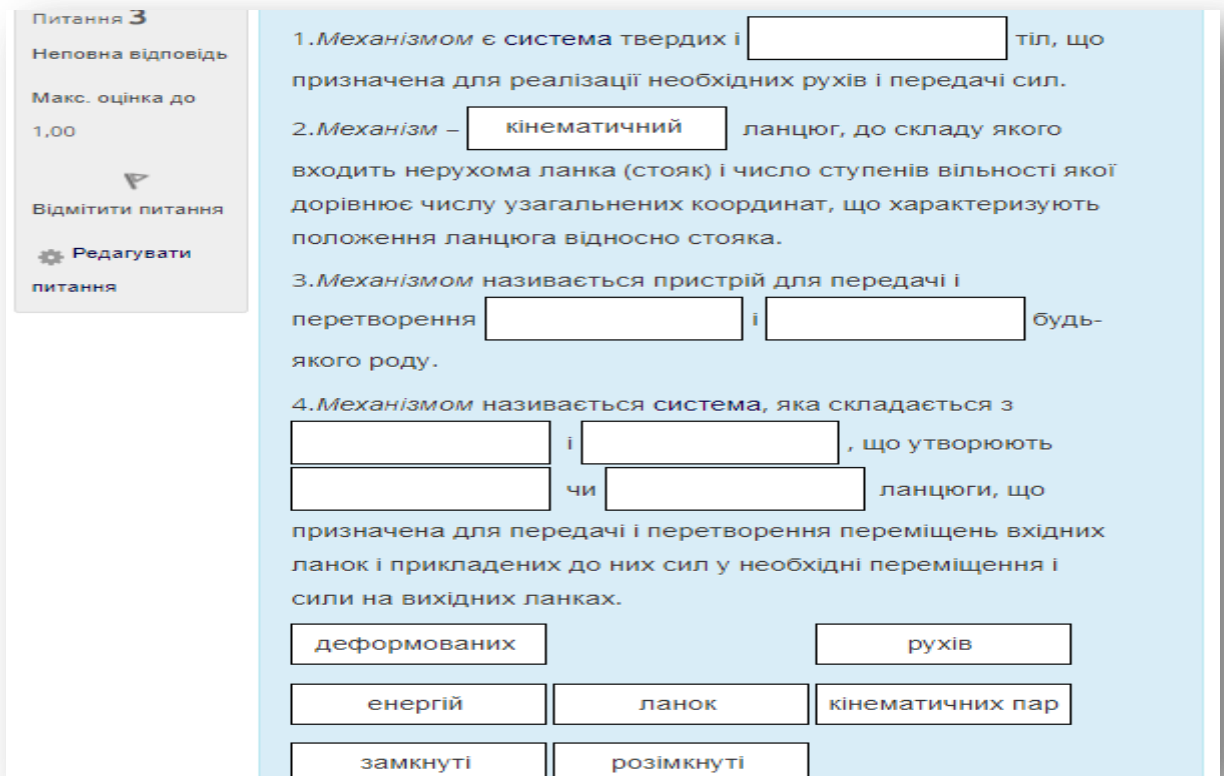 Питання 3
Неповна відповідь
Макс. оцінка до
1,00
Відмітити питання
Редагувати
питання
1.Механізмом є система твердих і тіл, що
призначена для реалізації необхідних рухів і передачі сил.
2.Механізм – кінематичний ланцюг, до складу якого
входить нерухома ланка (стояк) і число ступенів вільності якої
дорівнює числу узагальнених координат, що характеризують
положення ланцюга відносно стояка.
3.Механізмом називається пристрій для передачі і
перетворення і будь-
якого роду.
4.Механізмом називається система, яка складається з
і , що утворюють
чи ланцюги, що
призначена для передачі і перетворення переміщень вхідних
ланок і прикладених до них сил у необхідні переміщення і
сили на вихідних ланках.
деформованих рухів
енергій ланок кінематичних пар
замкнуті розімкнуті